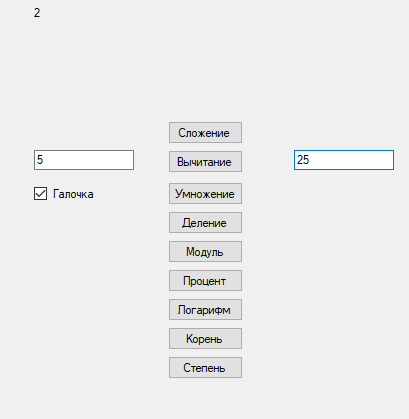 2
Сложение
5
Вычитание
25
Галочка
Умножение
Деление
Модуль
Процент
Логарифм
Корень
Степень